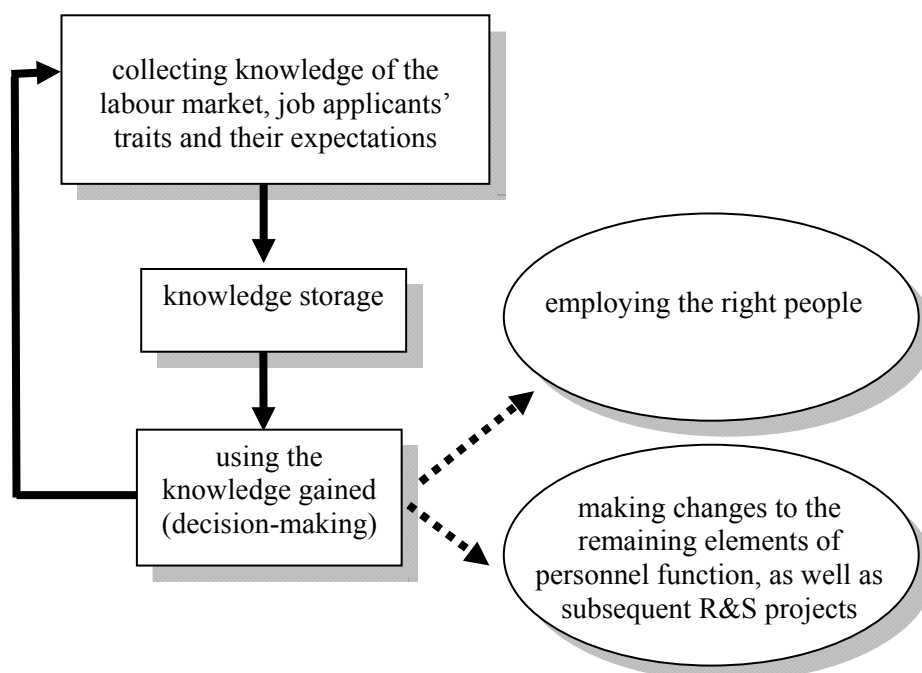 collecting knowledge of the
labour market, job applicants’
traits and their expectations
knowledge storage
employing the right people
using the
knowledge gained
(decision-making)
making changes to the
remaining elements of
personnel function, as well as
subsequent R&S projects